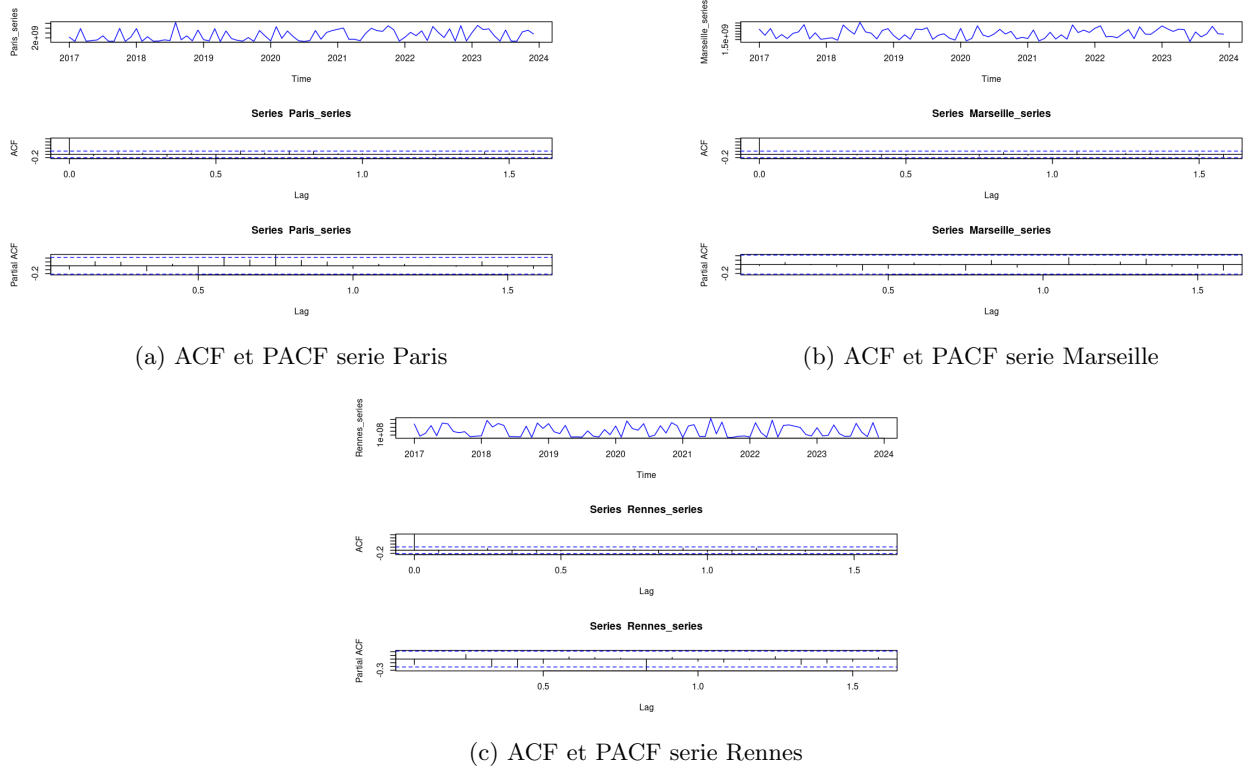 Paris_series
2e+09
2017 2018 2019 2020 2021 2022 2023 2024
Time
Series Paris_series
ACF
-0.2
0.0 0.5 1.0 1.5
Lag
Series Paris_series
Partial ACF
-0.2
0.5 1.0 1.5
Lag
(a) ACF et PACF serie Paris
Marseille_series
1.5e+09
2017 2018 2019 2020 2021 2022 2023 2024
Time
Series Marseille_series
ACF
-0.2
0.0 0.5 1.0 1.5
Lag
Series Marseille_series
Partial ACF
-0.2
0.5 1.0 1.5
Lag
(b) ACF et PACF serie Marseille
Rennes_series
1e+08
2017 2018 2019 2020 2021 2022 2023 2024
Time
Series Rennes_series
ACF
-0.2
0.0 0.5 1.0 1.5
Lag
Series Rennes_series
Partial ACF
-0.3
0.5 1.0 1.5
Lag
(c) ACF et PACF serie Rennes